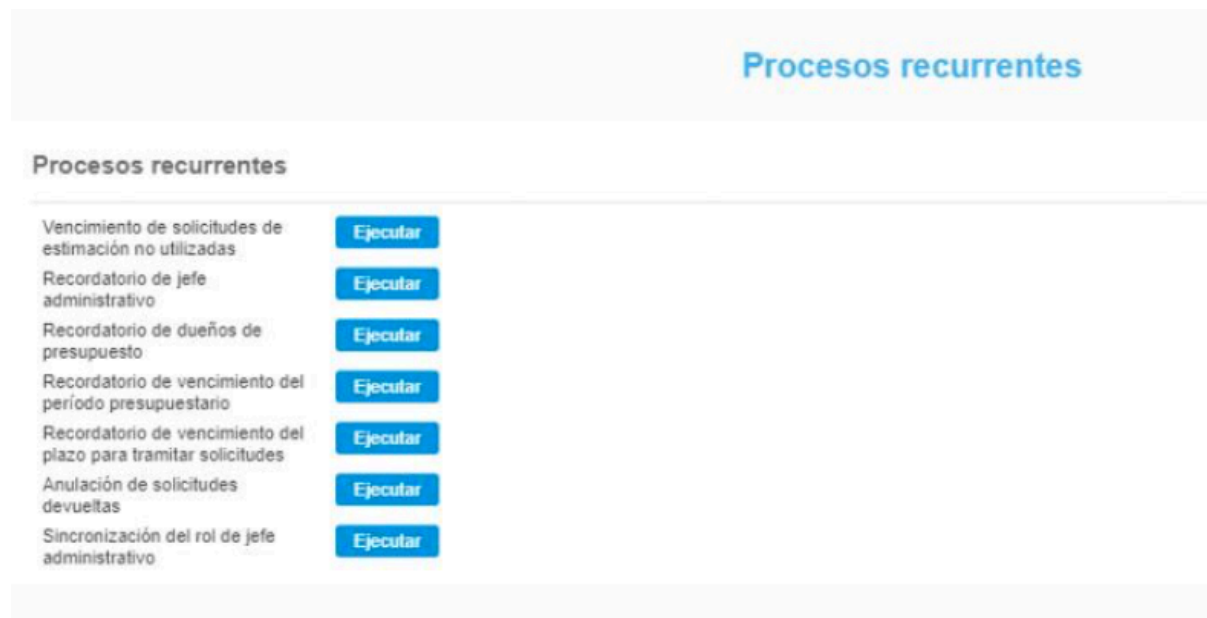 Procesos recurrentes
Procesos recurrentes
Vencimiento de solicitudes de
estimación no utilizadas
Ejecutar
Recordatorio de jefe
administrativo
Ejecutar
Recordatorio de dueños de
presupuesto
Ejecutar
Recordatorio de vencimiento del
período presupuestario
Ejecutar
Recordatorio de vencimiento del
plazo para tramitar solicitudes
Ejecutar
Anulación de solicitudes
devueltas
Ejecutar
Sincronización del rol de jefe
administrativo
Ejecutar